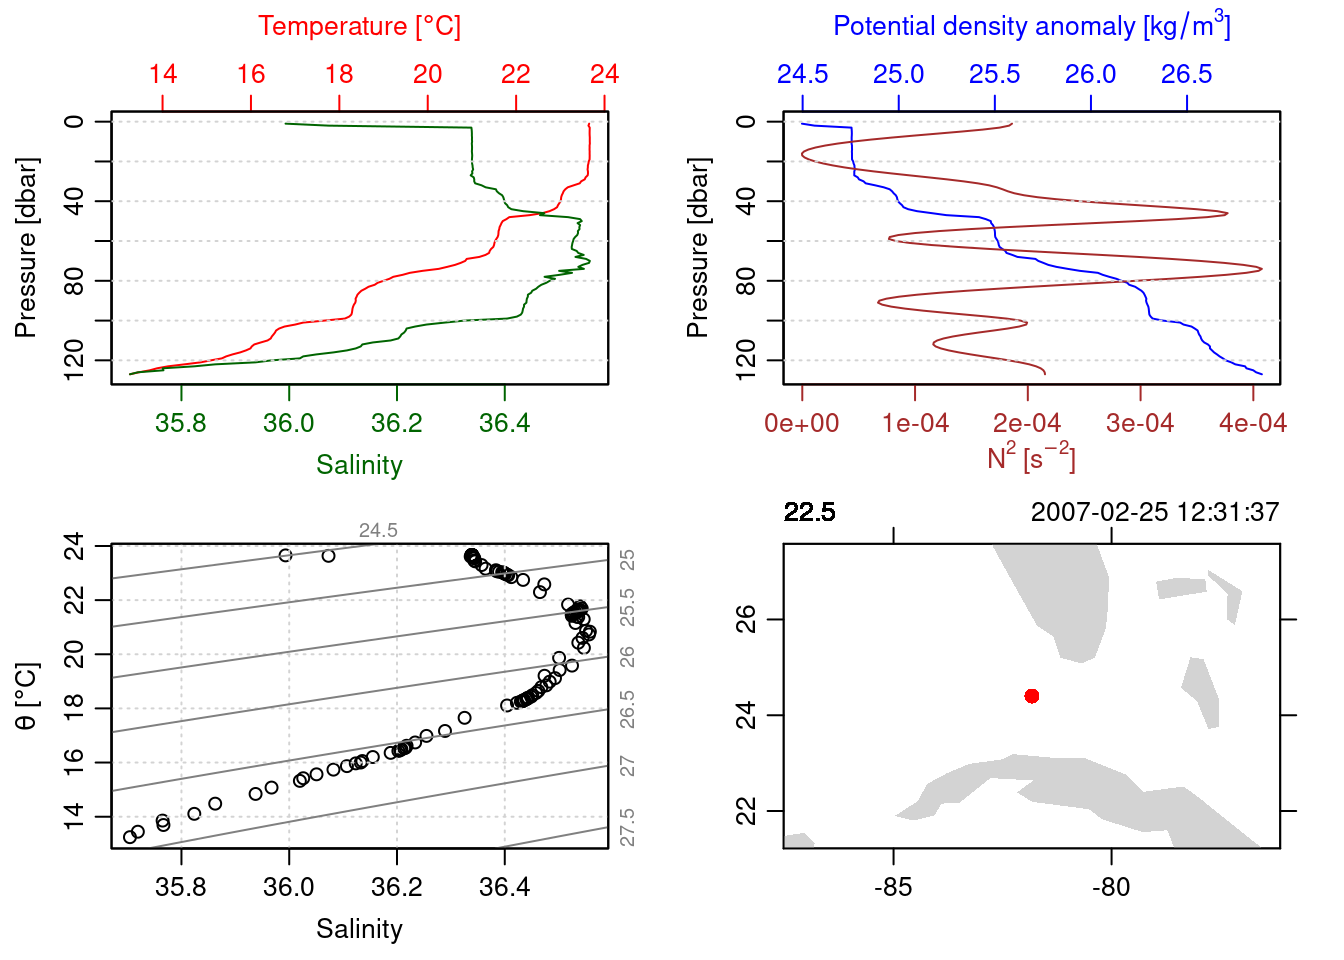 Temperature [°C]
14 16 18 20 22 24
Pressure [dbar]
0
40
80
120
35.8 36.0 36.2 36.4
Salinity
Potential density anomaly [kg/m³]
24.5 25.0 25.5 26.0 26.5
Pressure [dbar]
0
40
80
120
0e+00 1e-04 2e-04 3e-04 4e-04
N² [s⁻²]
24.5
θ [°C]
24
22
20
18
16
14
25
25.5
26
26.5
27
27.5
35.8 36.0 36.2 36.4
Salinity
22.5 2007-02-25 12:31:37
26
24
22
-85 -80